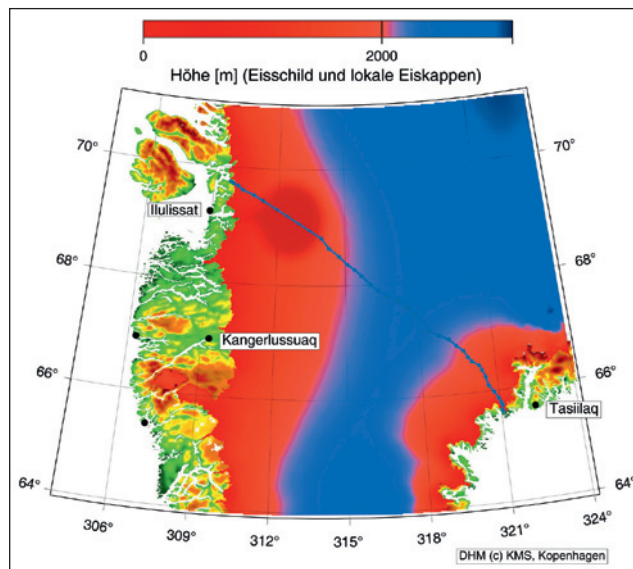 0 2000
Höhe [m] (Eisschild und lokale Eiskappen)
70° 70°
Ilulissat
68° 68°
Kangerlussuaq
66° 66°
Tasiilaq
64° 64°
306° 309° 312° 315° 318° 321° 324°
DHM (c) KMS, Kopenhagen